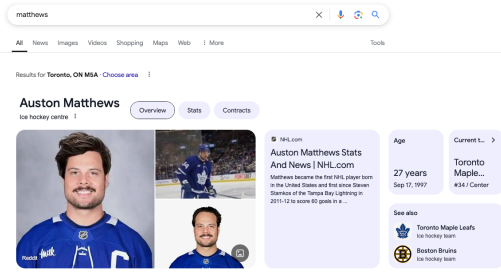 matthews
All News Images Videos Shopping Maps Web More Tools
Results for Toronto, ON M5A · Choose area
Auston Matthews
Ice hockey centre
Overview Stats Contracts
Reddit
NHL.com
Auston Matthews Stats
And News | NHL.com
Matthews became the first NHL player born
in the United States and first since Steven
Stamkos of the Tampa Bay Lightning in
2011-12 to score 60 goals in a ...
Age
27 years
Sep 17, 1997
Current t...
Toronto
Maple...
#34 / Center
See also
Toronto Maple Leafs
Ice hockey team
Boston Bruins
Ice hockey team